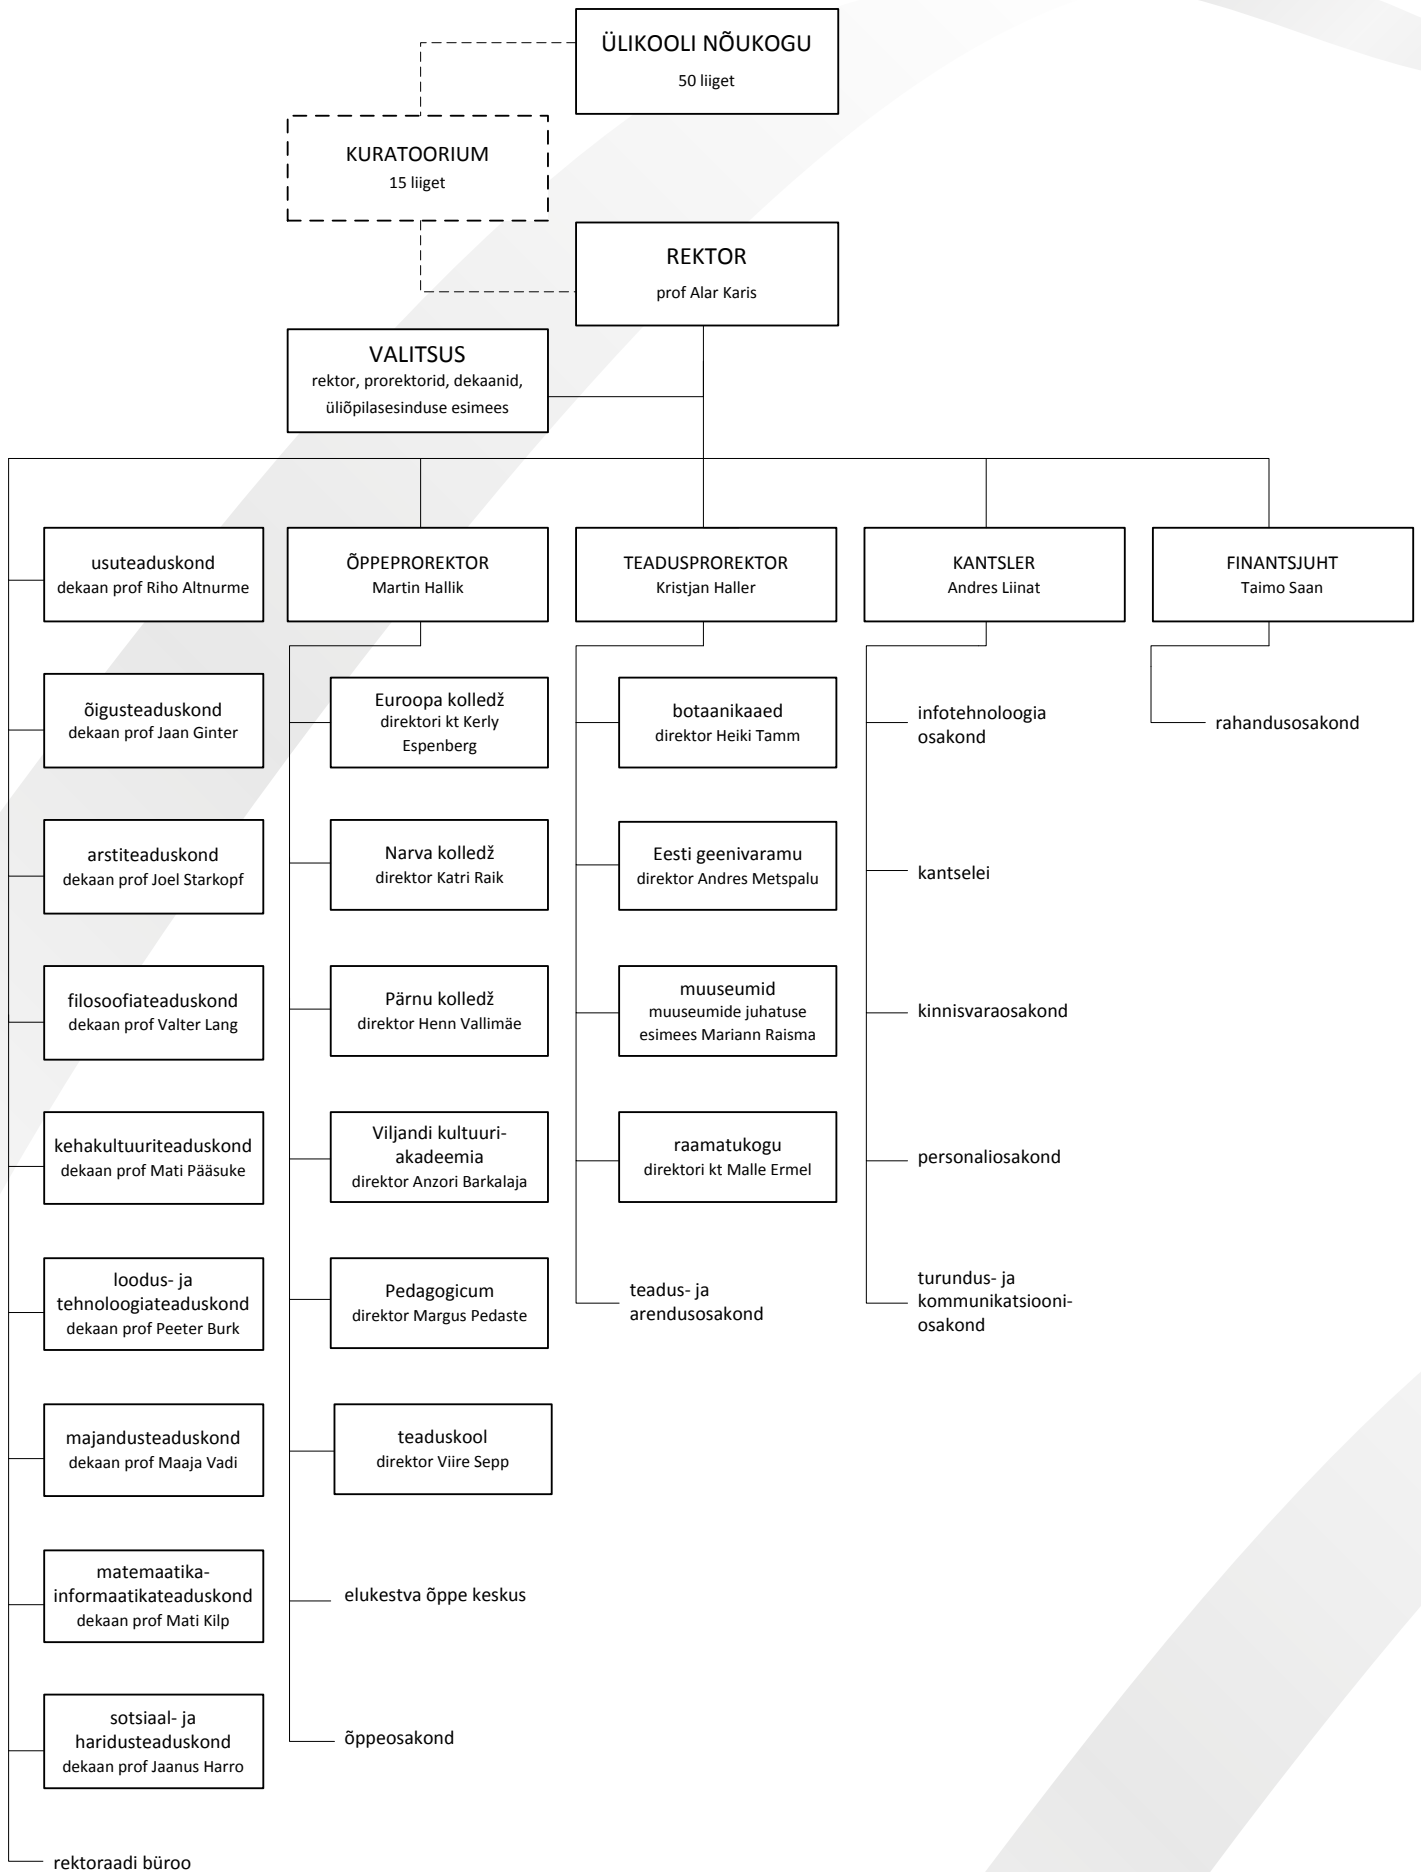 ÜLIKOOLI NÕUKOGU
50 liiget
KURATOORIUM
15 liiget
REKTOR
prof Alar Karis
VALITSUS
rektor, prorektorid, dekaanid,
üliõpilasesinduse esimees
usuteaduskond
dekaan prof Riho Altnurme
õigusteaduskond
dekaan prof Jaan Ginter
arstiteaduskond
dekaan prof Joel Starkopf
filosoofiateaduskond
dekaan prof Valter Lang
kehakultuuriteaduskond
dekaan prof Mati Pääsuke
loodus- ja
tehnoloogiateaduskond
dekaan prof Peeter Burk
majandusteaduskond
dekaan prof Maaja Vadi
matemaatika-
informaatikateaduskond
dekaan prof Mati Kilp
sotsiaal- ja
haridusteaduskond
dekaan prof Jaanus Harro
rektoraadi büroo
ÕPPEPROREKTOR
Martin Hallik
Euroopa kolledž
direktori kt Kerly
Espenberg
Narva kolledž
direktor Katri Raik
Pärnu kolledž
direktor Henn Vallimäe
Viljandi kultuuri-
akadeemia
direktor Anzori Barkalaja
Pedagogicum
direktor Margus Pedaste
teaduskool
direktor Viire Sepp
elukestva õppe keskus
õppeosakond
TEADUSPROREKTOR
Kristjan Haller
botaanikaaed
direktor Heiki Tamm
Eesti geenivaramu
direktor Andres Metspalu
muuseumid
muuseumide juhatuse
esimees Mariann Raisma
raamatukogu
direktori kt Malle Ermel
teadus- ja
arendusosakond
KANTSLER
Andres Liinat
infotehnoloogia
osakond
kantselei
kinnisvaraosakond
personaliosakond
turundus- ja
kommunikatsiooni-
osakond
FINANTSJUHT
Taimo Saan
rahandusosakond